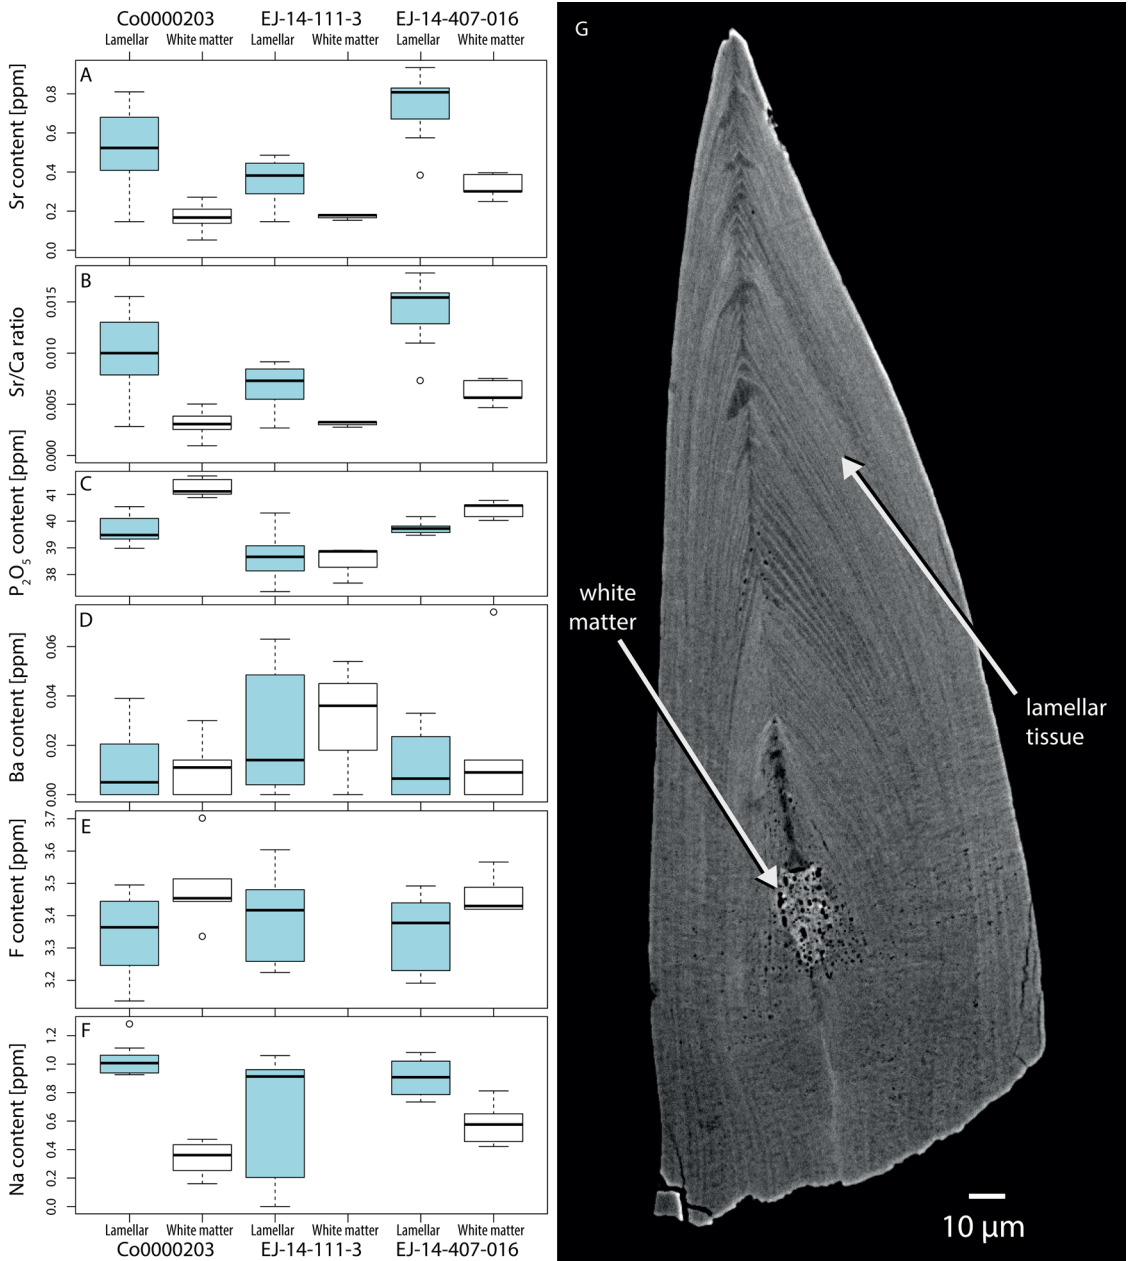 Co0000203 EJ-14-111-3 EJ-14-407-016
Lamellar White matter Lamellar White matter Lamellar White matter
A
Sr content [ppm]
0.8
0.6
0.4
0.2
0.0
B
Sr/Ca ratio
0.015
0.010
0.005
0.000
C
P₂O₅ content [ppm]
41
40
39
38
D
Ba content [ppm]
0.06
0.04
0.02
0.00
E
F content [ppm]
3.7
3.6
3.5
3.4
3.3
3.2
F
Na content [ppm]
1.2
1.0
0.8
0.6
0.4
0.2
0.0
Lamellar White matter Lamellar White matter Lamellar White matter
Co0000203 EJ-14-111-3 EJ-14-407-016
G
white
matter
lamellar
tissue
10 µm